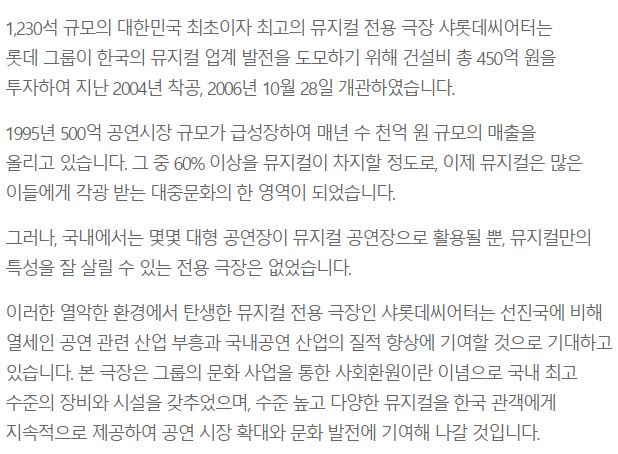 1,230석 규모의 대한민국 최초이자 최고의 뮤지컬 전용 극장 샤롯데씨어터는
롯데 그룹이 한국의 뮤지컬 업계 발전을 도모하기 위해 건설비 총 450억 원을
투자하여 지난 2004년 착공, 2006년 10월 28일 개관하였습니다.
1995년 500억 공연시장 규모가 급성장하여 매년 수 천억 원 규모의 매출을
올리고 있습니다. 그 중 60% 이상을 뮤지컬이 차지할 정도로, 이제 뮤지컬은 많은
이들에게 각광 받는 대중문화의 한 영역이 되었습니다.
그러나, 국내에서는 몇몇 대형 공연장이 뮤지컬 공연장으로 활용될 뿐, 뮤지컬만의
특성을 잘 살릴 수 있는 전용 극장은 없었습니다.
이러한 열악한 환경에서 탄생한 뮤지컬 전용 극장인 샤롯데씨어터는 선진국에 비해
열세인 공연 관련 산업 부흥과 국내공연 산업의 질적 향상에 기여할 것으로 기대하고
있습니다. 본 극장은 그룹의 문화 사업을 통한 사회환원이란 이념으로 국내 최고
수준의 장비와 시설을 갖추었으며, 수준 높고 다양한 뮤지컬을 한국 관객에게
지속적으로 제공하여 공연 시장 확대와 문화 발전에 기여해 나갈 것입니다.